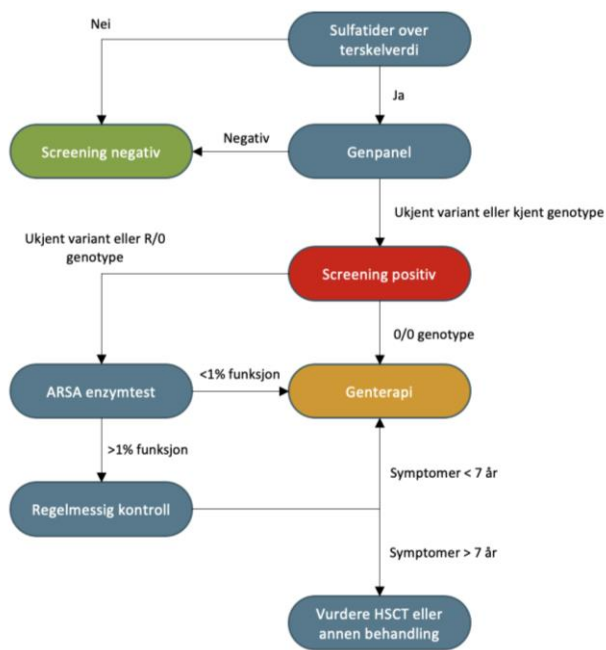 Nei
Sulfatider over
terskelverdi
Ja
Screening negativ
Negativ
Genpanel
Ukjent variant eller kjent genotype
Ukjent variant eller R/0
genotype
Screening positiv
0/0 genotype
ARSA enzymtest
<1% funksjon
Genterapi
>1% funksjon
Symptomer < 7 år
Regelmessig kontroll
Symptomer > 7 år
Vurdere HSCT eller
annen behandling